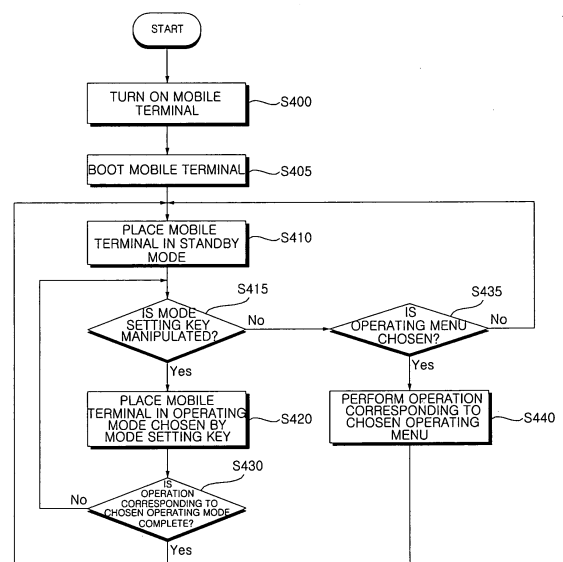 START
TURN ON MOBILE
TERMINAL
S400
BOOT MOBILE TERMINAL
S405
PLACE MOBILE
TERMINAL IN STANDBY
MODE
S410
S415
IS MODE
SETTING KEY
MANIPULATED?
No
Yes
S435
IS
OPERATING MENU
CHOSEN?
No
Yes
PLACE MOBILE
TERMINAL IN OPERATING
MODE CHOSEN BY
MODE SETTING KEY
S420
PERFORM OPERATION
CORRESPONDING TO
CHOSEN OPERATING
MENU
S440
S430
IS
OPERATION
CORRESPONDING TO
CHOSEN OPERATING MODE
COMPLETE?
No
Yes